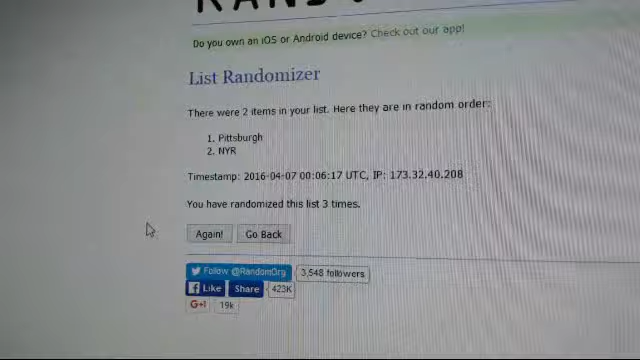 Do you own an iOS or Android device? Check out our app!
List Randomizer
There were 2 items in your list. Here they are in random order:
1. Pittsburgh
2. NYR
Timestamp: 2016-04-07 00:06:17 UTC, IP: 173.32.40.208
You have randomized this list 3 times.
Again! Go Back
Follow @RandomOrg 3,548 followers
f Like Share 423K
G+1 19k